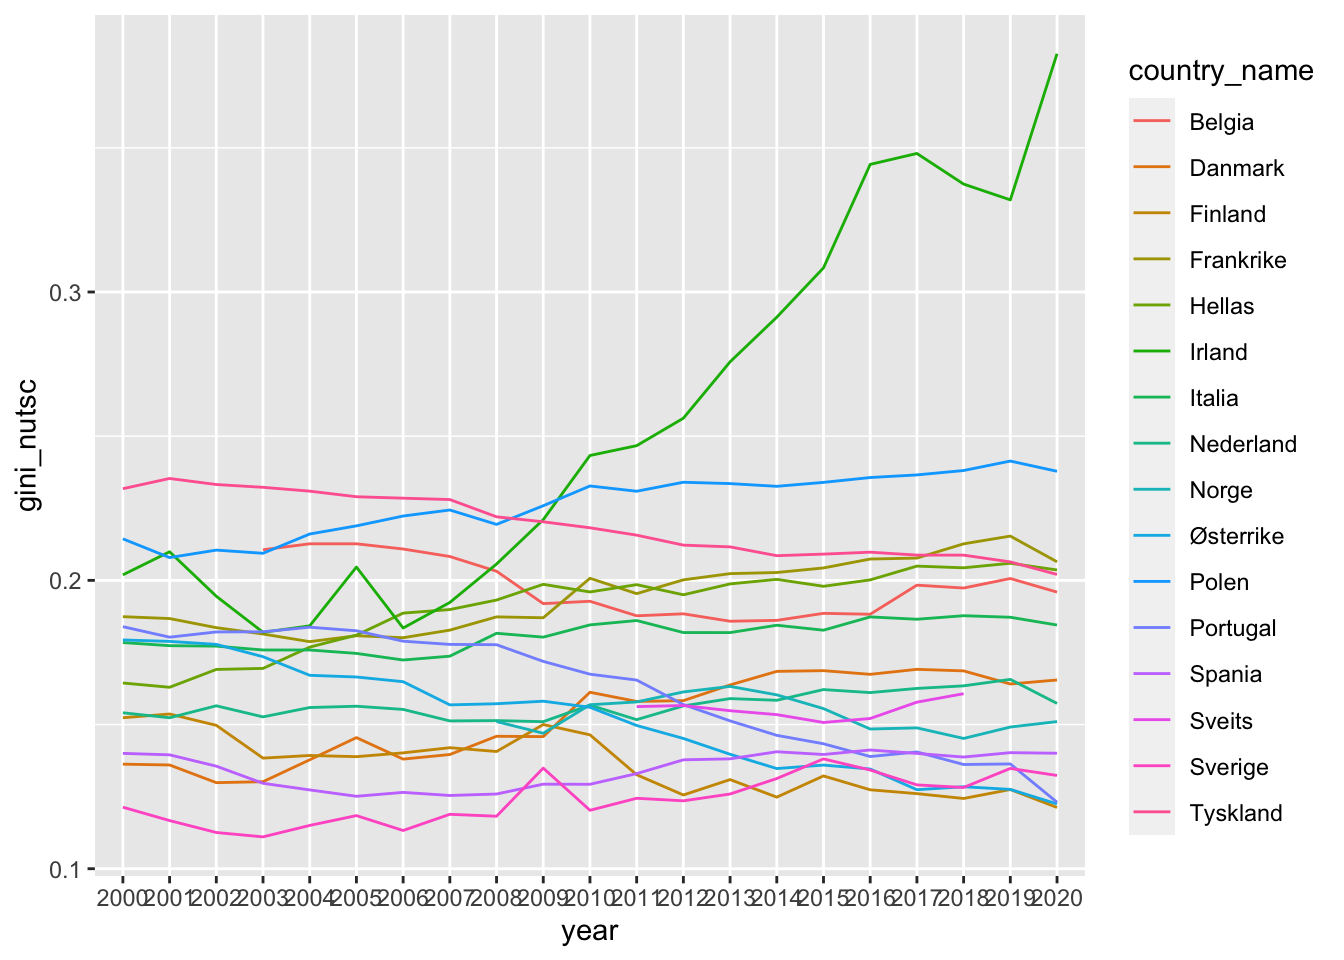 country_name
Belgia
Danmark
Finland
Frankrike
Hellas
Irland
Italia
Nederland
Norge
Østerrike
Polen
Portugal
Spania
Sveits
Sverige
Tyskland
gini_nutsc
0.3
0.2
0.1
2000 2001 2002 2003 2004 2005 2006 2007 2008 2009 2010 2011 2012 2013 2014 2015 2016 2017 2018 2019 2020
year